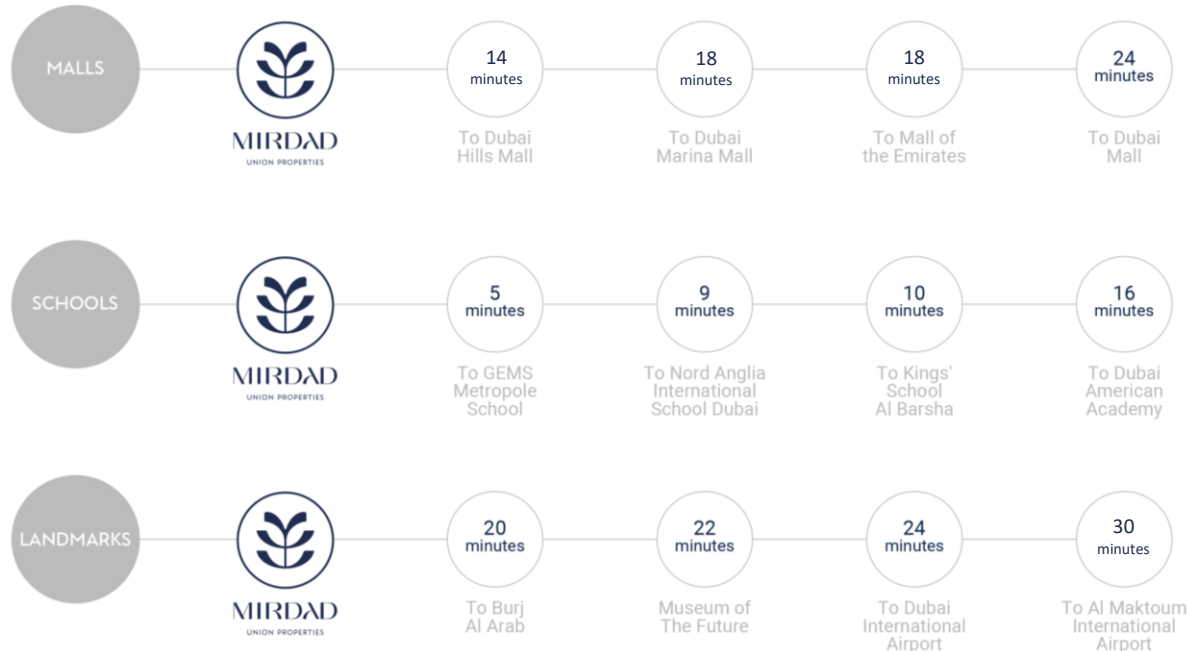 MALLS
MIRDAD
UNION PROPERTIES
14
minutes
To Dubai
Hills Mall
18
minutes
To Dubai
Marina Mall
18
minutes
To Mall of
the Emirates
24
minutes
To Dubai
Mall
SCHOOLS
MIRDAD
UNION PROPERTIES
5
minutes
To GEMS
Metropole
School
9
minutes
To Nord Anglia
International
School Dubai
10
minutes
To Kings'
School
Al Barsha
16
minutes
To Dubai
American
Academy
LANDMARKS
MIRDAD
UNION PROPERTIES
20
minutes
To Burj
Al Arab
22
minutes
Museum of
The Future
24
minutes
To Dubai
International
Airport
30
minutes
To Al Maktoum
International
Airport